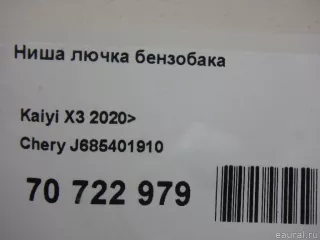 Ниша лючка бензобака
Kaiyi X3 2020>
Chery J685401910
70 722 979
eaural.ru